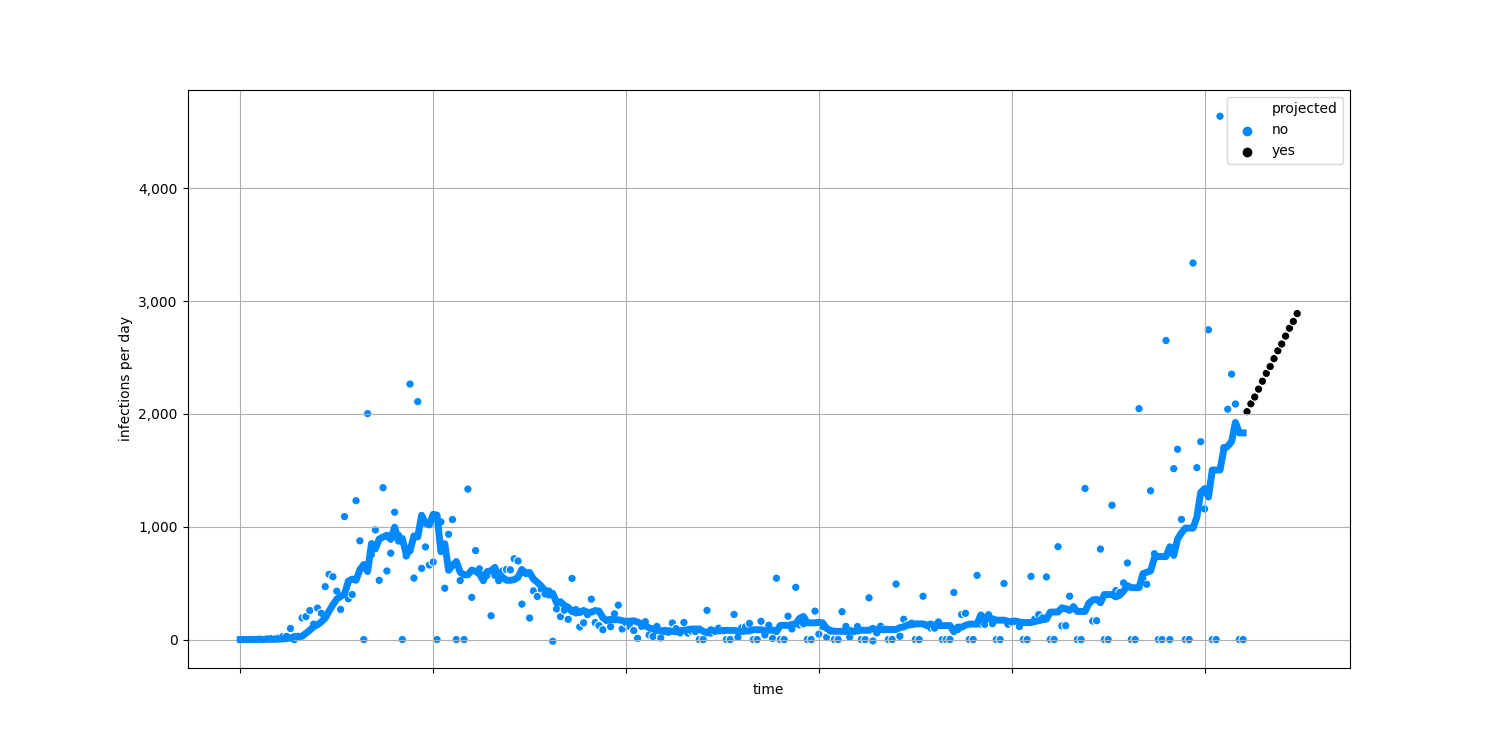 projected
no
yes
4,000
3,000
2,000
1,000
0
infections per day
time